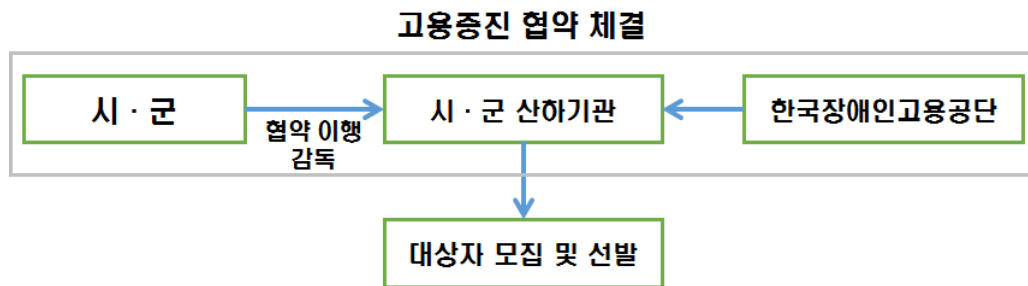 고용증진 협약 체결
시 · 군
시 · 군 산하기관
한국장애인고용공단
협약 이행
감독
대상자 모집 및 선발